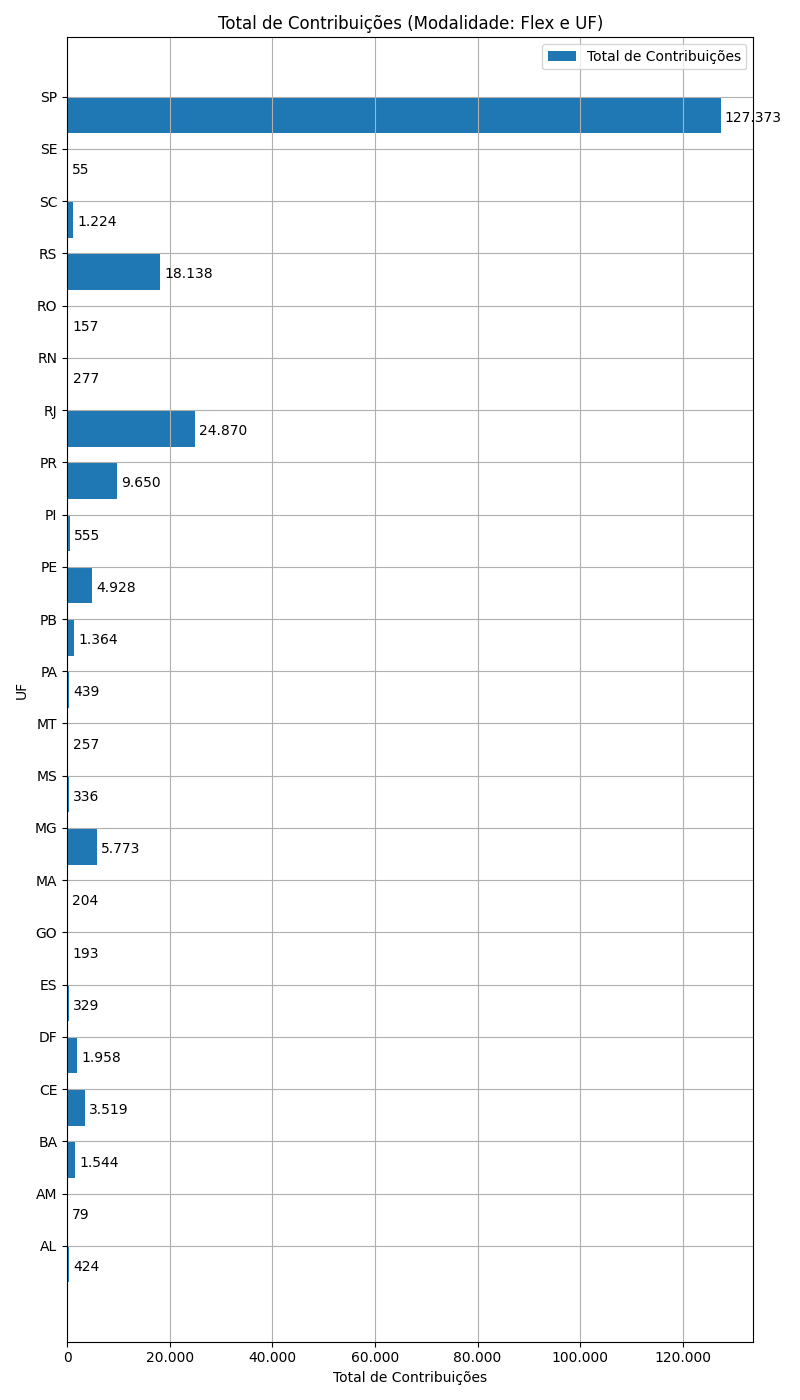 Total de Contribuições (Modalidade: Flex e UF)
Total de Contribuições
SP
127.373
SE
55
SC
1.224
RS
18.138
RO
157
RN
277
RJ
24.870
PR
9.650
PI
555
PE
4.928
PB
1.364
PA
439
UF
MT
257
MS
336
MG
5.773
MA
204
GO
193
ES
329
DF
1.958
CE
3.519
BA
1.544
AM
79
AL
424
0 20.000 40.000 60.000 80.000 100.000 120.000
Total de Contribuições